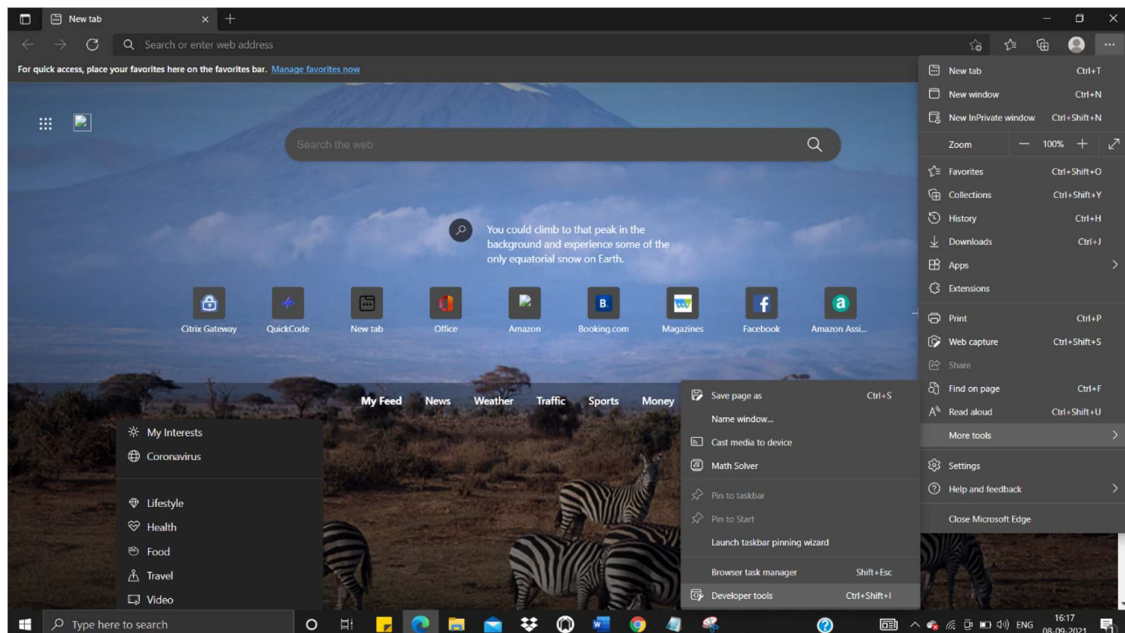 New tab
Search or enter web address
For quick access, place your favorites here on the favorites bar. Manage favorites now
Search the web
You could climb to that peak in the
background and experience some of the
only equatorial snow on Earth.
Citrix Gateway QuickCode New tab Office Amazon Booking.com Magazines Facebook Amazon Assi...
My Feed News Weather Traffic Sports Money
My Interests
Coronavirus
Lifestyle
Health
Food
Travel
Video
New tab Ctrl+T
New window Ctrl+N
New InPrivate window Ctrl+Shift+N
Zoom 100%
Favorites Ctrl+Shift+O
Collections Ctrl+Shift+Y
History Ctrl+H
Downloads Ctrl+J
Apps
Extensions
Print Ctrl+P
Web capture Ctrl+Shift+S
Share
Find on page Ctrl+F
Read aloud Ctrl+Shift+U
More tools
Settings
Help and feedback
Close Microsoft Edge
Save page as Ctrl+S
Name window...
Cast media to device
Math Solver
Pin to taskbar
Pin to Start
Launch taskbar pinning wizard
Browser task manager Shift+Esc
Developer tools Ctrl+Shift+I
Type here to search
ENG
16:17
08-09-2021